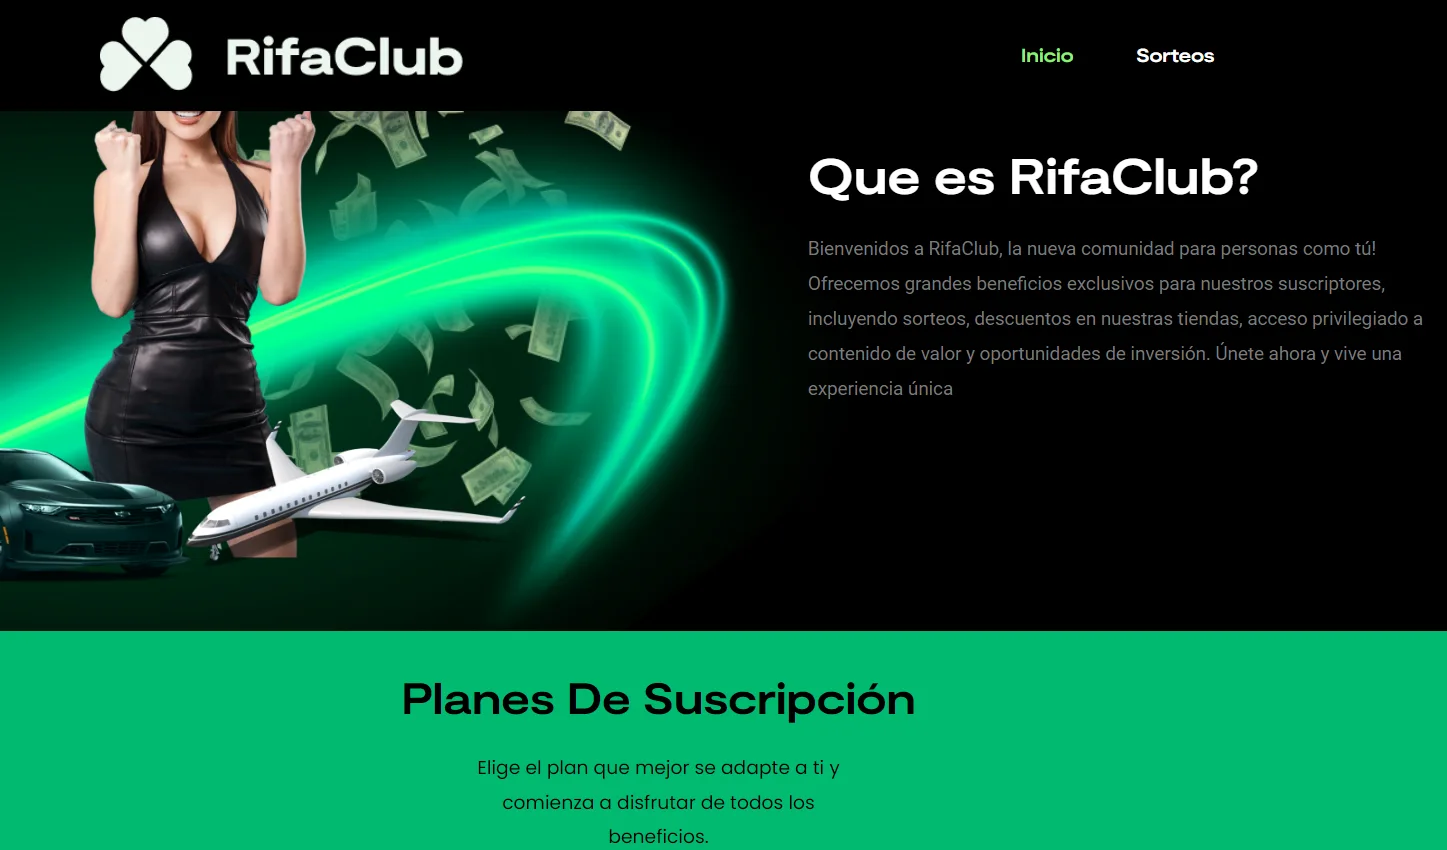 RifaClub
Inicio
Sorteos
Que es RifaClub?
Bienvenidos a RifaClub, la nueva comunidad para personas como tú!
Ofrecemos grandes beneficios exclusivos para nuestros suscriptores,
incluyendo sorteos, descuentos en nuestras tiendas, acceso privilegiado a
contenido de valor y oportunidades de inversión. Únete ahora y vive una
experiencia única
Planes De Suscripción
Elige el plan que mejor se adapte a ti y
comienza a disfrutar de todos los
beneficios.